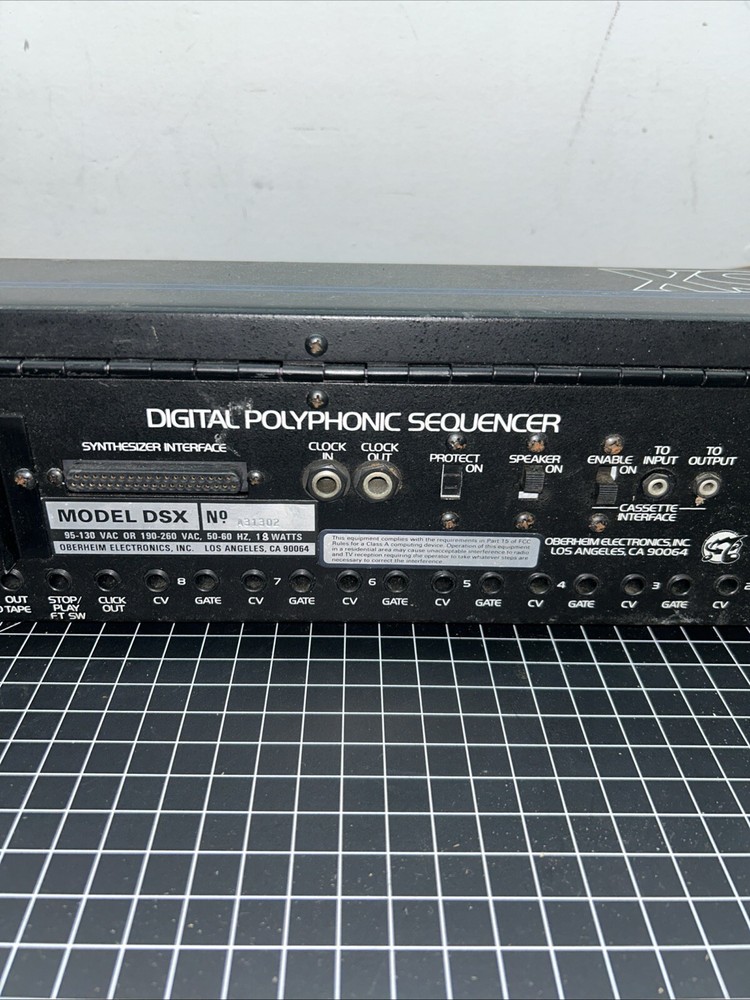 DIGITAL POLYPHONIC SEQUENCER
SYNTHESIZER INTERFACE
CLOCK IN
CLOCK OUT
PROTECT
ON
SPEAKER
ON
ENABLE
ON
TO INPUT
TO OUTPUT
CASSETTE INTERFACE
MODEL DSX
Nº A31302
95-130 VAC OR 190-260 VAC, 50-60 HZ, 18 WATTS
OBERHEIM ELECTRONICS, INC. LOS ANGELES, CA 90064
This equipment complies with the requirements in Part 15 of FCC
Rules for a Class A computing device. Operation of this equipment
in a residential area may cause unacceptable interference to radio
and TV reception requiring the operator to take whatever steps are
necessary to correct the interference.
OBERHEIM ELECTRONICS, INC.
LOS ANGELES, CA 90064
OUT
TAPE
STOP/
PLAY
FT SW
CLICK
OUT
CV 8 GATE
CV 7 GATE
CV 6 GATE
CV 5 GATE
CV 4 GATE
CV 3 GATE
CV 2